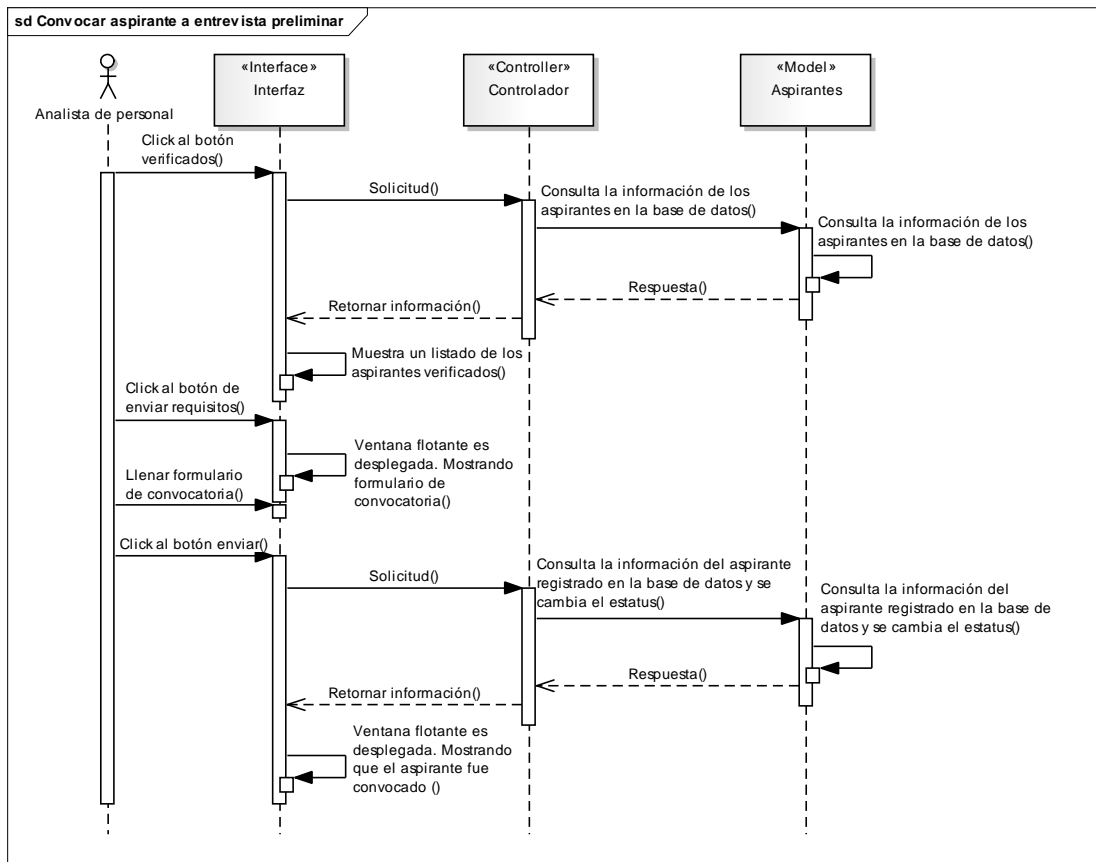 sd Convocar aspirante a entrevista preliminar
Analista de personal
«Interface»
Interfaz
«Controller»
Controlador
«Model»
Aspirantes
Click al botón
verificados()
Solicitud()
Consulta la información de los
aspirantes en la base de datos()
Consulta la información de los
aspirantes en la base de datos()
Respuesta()
Retornar información()
Muestra un listado de los
aspirantes verificados()
Click al botón de
enviar requisitos()
Ventana flotante es
desplegada. Mostrando
formulario de
convocatoria()
Llenar formulario
de convocatoria()
Click al botón enviar()
Solicitud()
Consulta la información del aspirante
registrado en la base de datos y se
cambia el estatus()
Consulta la información del
aspirante registrado en la base de
datos y se cambia el estatus()
Respuesta()
Retornar información()
Ventana flotante es
desplegada. Mostrando
que el aspirante fue
convocado ()